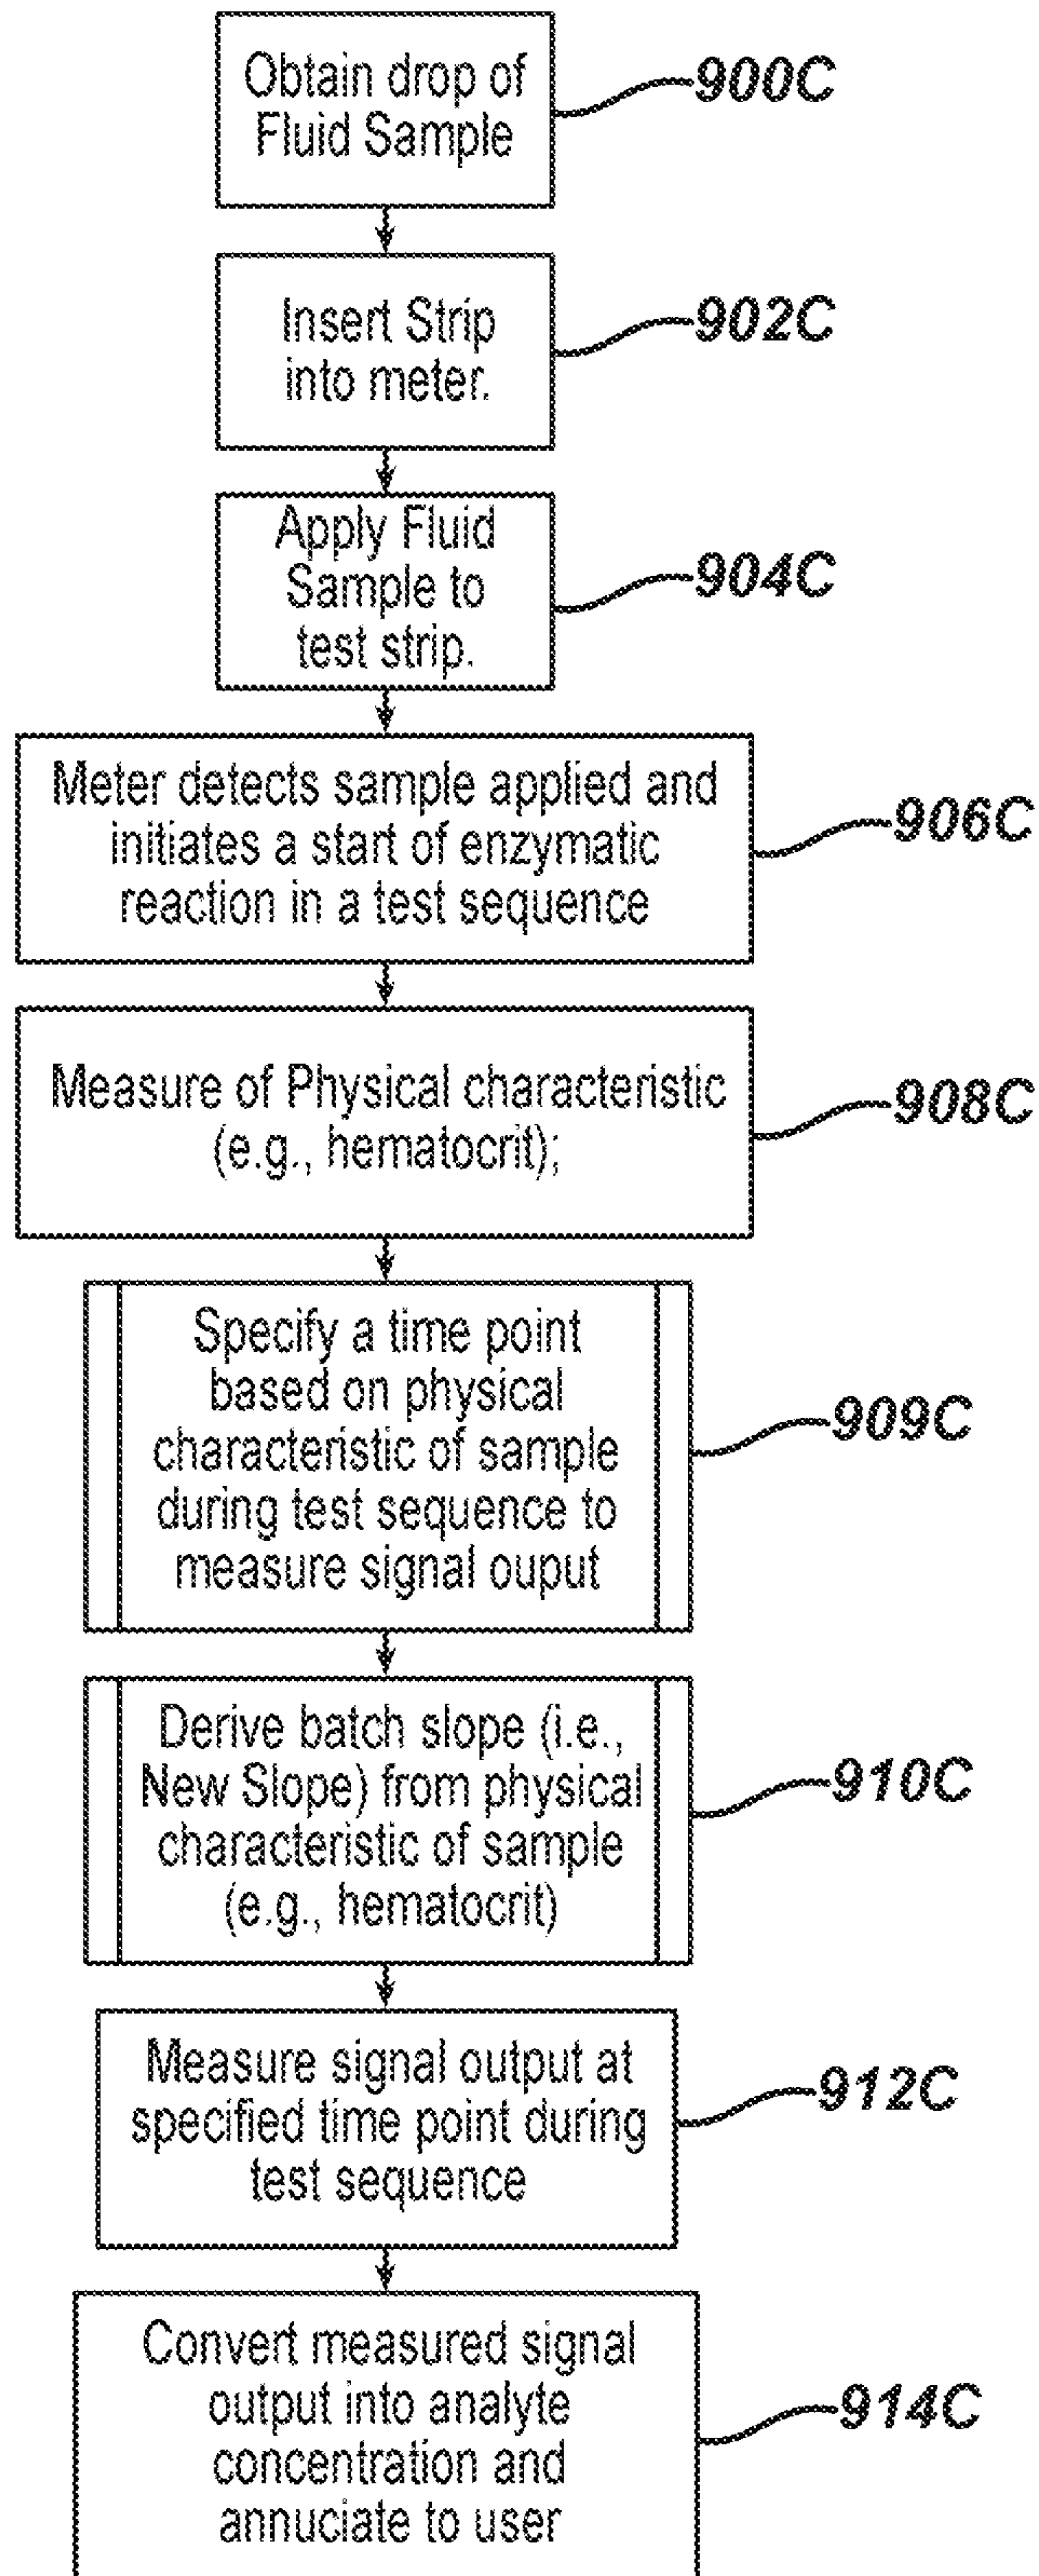 Obtain drop of
Fluid Sample
900C
Insert Strip
into meter.
902C
Apply Fluid
Sample to
test strip.
904C
Meter detects sample applied and
initiates a start of enzymatic
reaction in a test sequence
906C
Measure of Physical characteristic
(e.g., hematocrit);
908C
Specify a time point
based on physical
characteristic of sample
during test sequence to
measure signal ouput
909C
Derive batch slope (i.e.,
New Slope) from physical
characteristic of sample
(e.g., hematocrit)
910C
Measure signal output at
specified time point during
test sequence
912C
Convert measured signal
output into analyte
concentration and
annuciate to user
914C